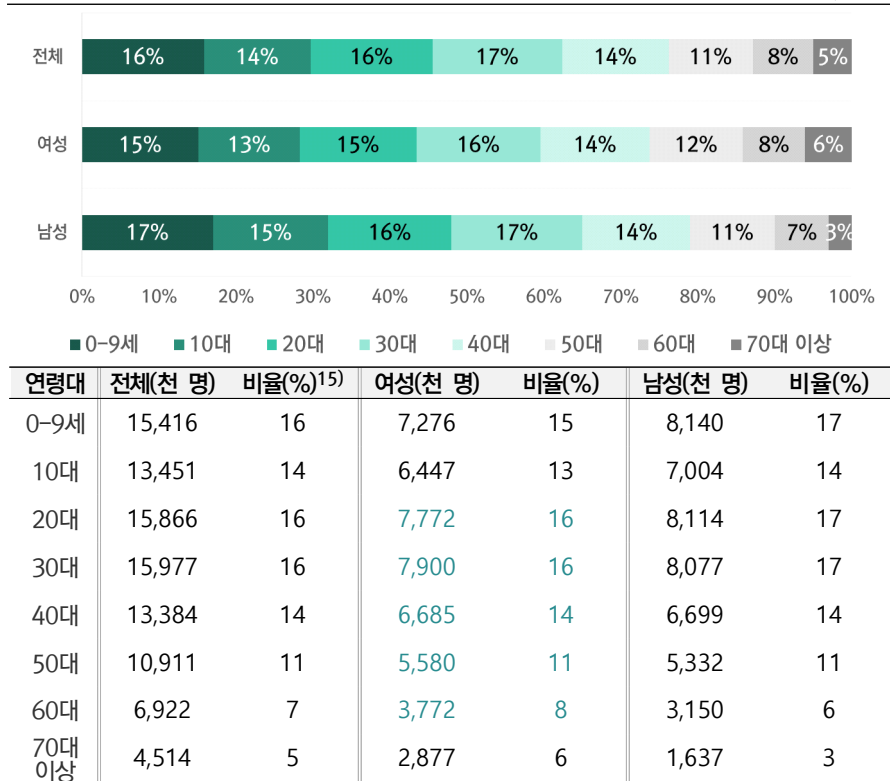 전체 16% 14% 16% 17% 14% 11% 8% 5%
여성 15% 13% 15% 16% 14% 12% 8% 6%
남성 17% 15% 16% 17% 14% 11% 7% 3%
0% 10% 20% 30% 40% 50% 60% 70% 80% 90% 100%
0-9세 10대 20대 30대 40대 50대 60대 70대 이상
연령대 전체(천 명) 비율(%)15) 여성(천 명) 비율(%) 남성(천 명) 비율(%)
0-9세 15,416 16 7,276 15 8,140 17
10대 13,451 14 6,447 13 7,004 14
20대 15,866 16 7,772 16 8,114 17
30대 15,977 16 7,900 16 8,077 17
40대 13,384 14 6,685 14 6,699 14
50대 10,911 11 5,580 11 5,332 11
60대 6,922 7 3,772 8 3,150 6
70대 이상 4,514 5 2,877 6 1,637 3